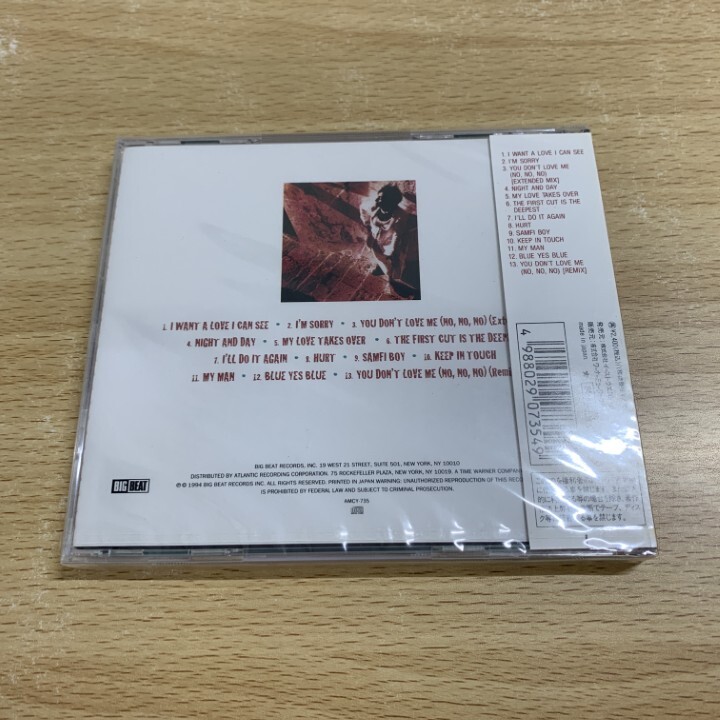 1. I WANT A LOVE I CAN SEE • 2. I'M SORRY • 3. YOU DON'T LOVE ME (NO, NO, NO) (Ext
4. NIGHT AND DAY • 5. MY LOVE TAKES OVER • 6. THE FIRST CUT IS THE DEEPE
7. I'LL DO IT AGAIN • 8. HURT • 9. SAMFI BOY • 10. KEEP IN TOUCH
11. MY MAN • 12. BLUE YES BLUE • 13. YOU DON'T LOVE ME (NO, NO, NO) (Rem
BIG BEAT RECORDS, INC. 19 WEST 21 STREET, SUITE 501, NEW YORK, NY 10010
DISTRIBUTED BY ATLANTIC RECORDING CORPORATION. 75 ROCKEFELLER PLAZA, NEW YORK, NY 10019. A TIME WARNER COMPAN
℗ © 1994 BIG BEAT RECORDS INC. ALL RIGHTS RESERVED. PRINTED IN JAPAN WARNING: UNAUTHORIZED REPRODUCTION OF THIS RECO
IS PROHIBITED BY FEDERAL LAW AND SUBJECT TO CRIMINAL PROSECUTION.
AMCY-735
BIG BEAT
1. I WANT A LOVE I CAN SEE
2. I'M SORRY
3. YOU DON'T LOVE ME
(NO, NO, NO)
[EXTENDED MIX]
4. NIGHT AND DAY
5. MY LOVE TAKES OVER
6. THE FIRST CUT IS THE
DEEPEST
7. I'LL DO IT AGAIN
8. HURT
9. SAMFI BOY
10. KEEP IN TOUCH
11. MY MAN
12. BLUE YES BLUE
13. YOU DON'T LOVE ME
(NO, NO, NO) [REMIX]
made in japan
4 988029 073549